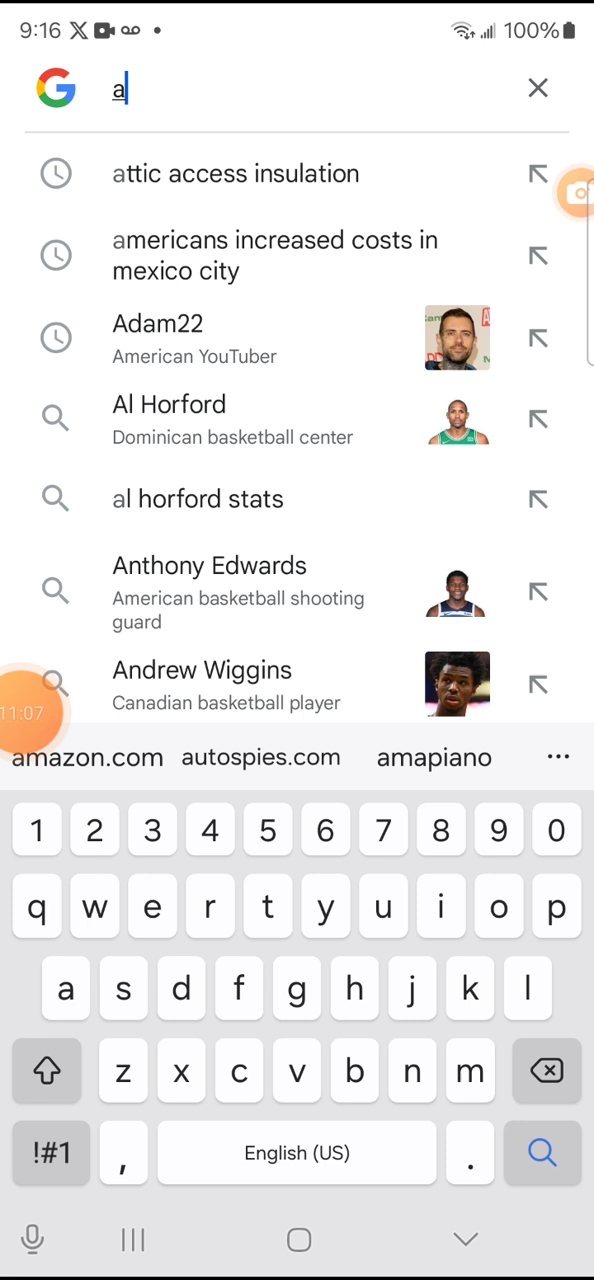 9:16 100%
a
attic access insulation
americans increased costs in
mexico city
Adam22
American YouTuber
Al Horford
Dominican basketball center
al horford stats
Anthony Edwards
American basketball shooting
guard
Andrew Wiggins
Canadian basketball player
11:07
amazon.com autospies.com amapiano ...
1 2 3 4 5 6 7 8 9 0
q w e r t y u i o p
a s d f g h j k l
z x c v b n m
!#1 , English (US) .